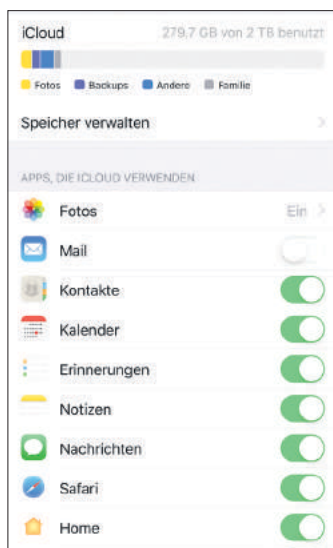 iCloud 279,7 GB von 2 TB benutzt
Fotos Backups Andere Familie
Speicher verwalten
APPS, DIE ICLOUD VERWENDEN
Fotos Ein
Mail
Kontakte
Kalender
Erinnerungen
Notizen
Nachrichten
Safari
Home